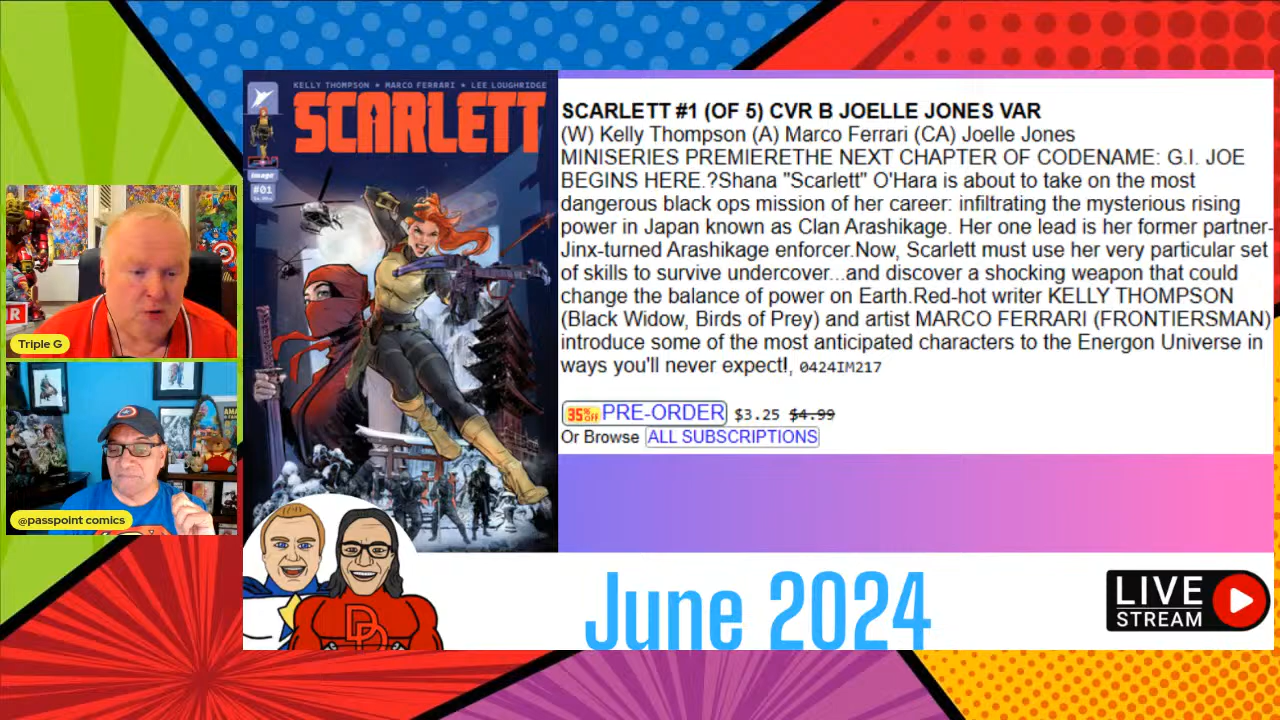 KELLY THOMPSON ★ MARCO FERRARI ★ LEE LOUGHRIDGE
SCARLETT
image
#01
SCARLETT #1 (OF 5) CVR B JOELLE JONES VAR
(W) Kelly Thompson (A) Marco Ferrari (CA) Joelle Jones
MINISERIES PREMIERETHE NEXT CHAPTER OF CODENAME: G.I. JOE
BEGINS HERE.?Shana "Scarlett" O'Hara is about to take on the most
dangerous black ops mission of her career: infiltrating the mysterious rising
power in Japan known as Clan Arashikage. Her one lead is her former partner-
Jinx-turned Arashikage enforcer.Now, Scarlett must use her very particular set
of skills to survive undercover...and discover a shocking weapon that could
change the balance of power on Earth.Red-hot writer KELLY THOMPSON
(Black Widow, Birds of Prey) and artist MARCO FERRARI (FRONTIERSMAN)
introduce some of the most anticipated characters to the Energon Universe in
ways you'll never expect!, 0424IM217
35% OFF PRE-ORDER $3.25 $4.99
Or Browse ALL SUBSCRIPTIONS
R
Triple G
@passpoint comics
DD
June 2024
LIVE
STREAM